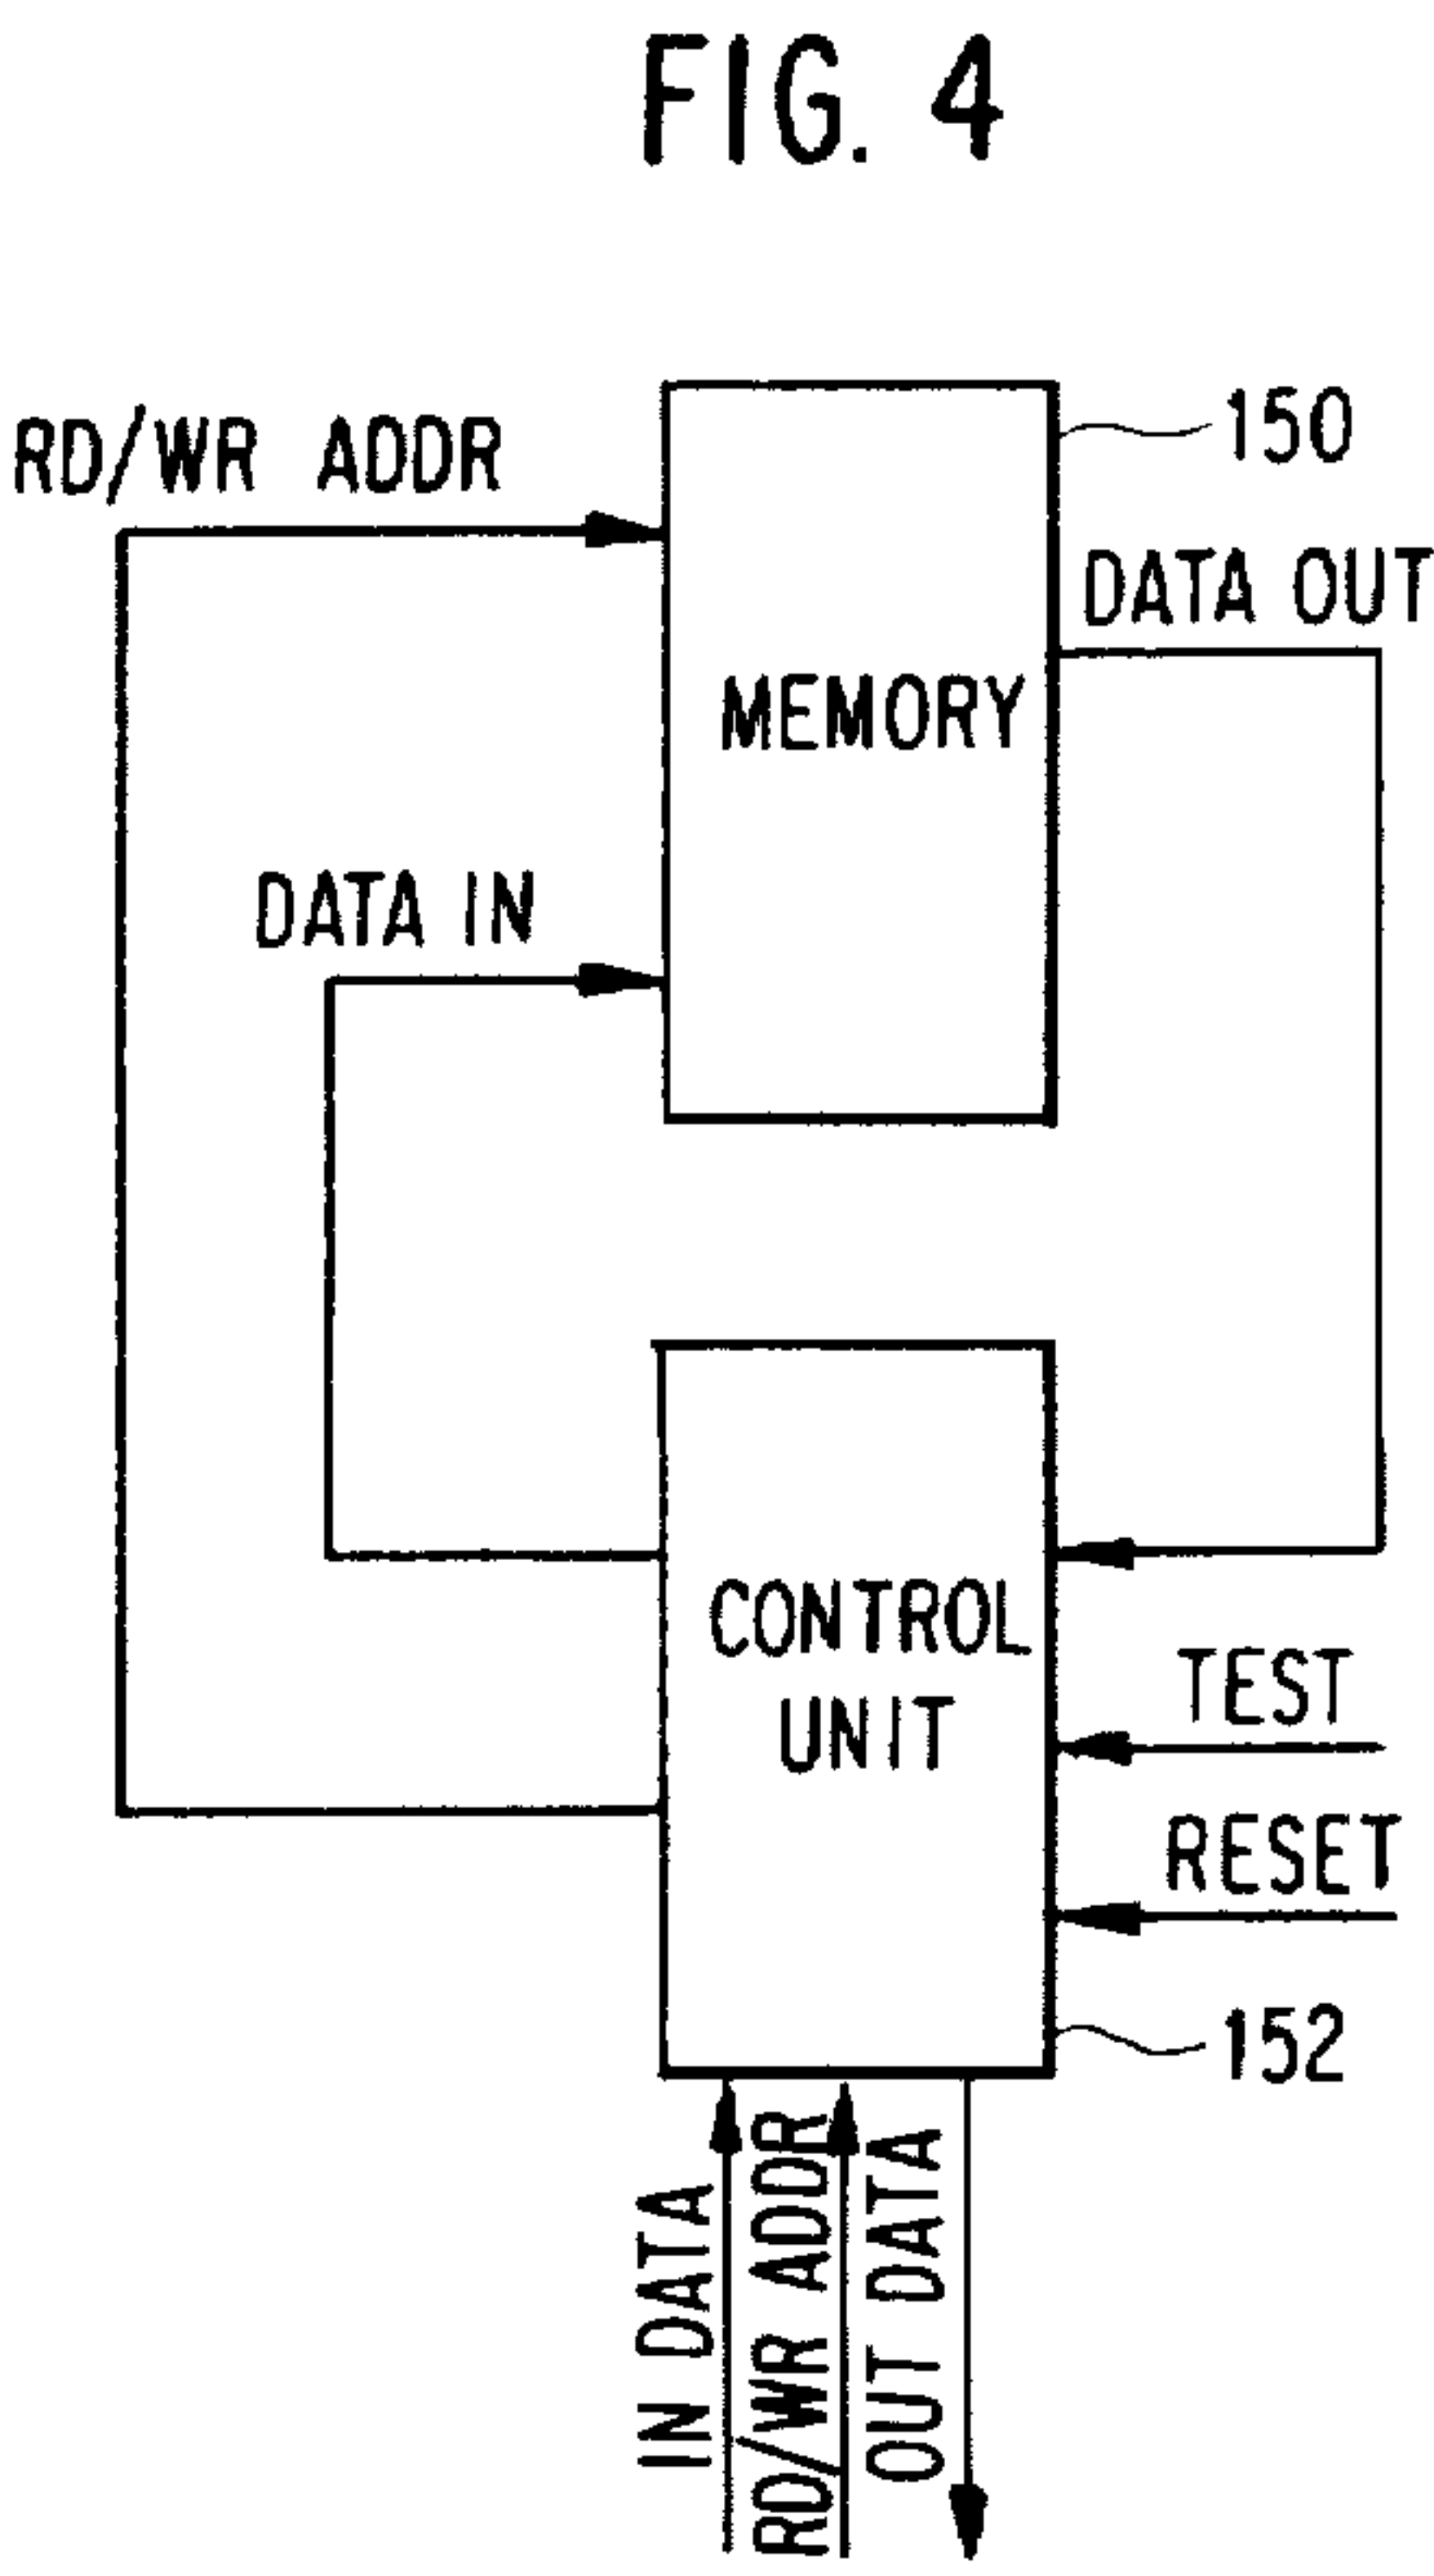 FIG. 4
RD/WR ADDR
150
DATA OUT
MEMORY
DATA IN
CONTROL
UNIT
TEST
RESET
152
IN DATA
RD/WR ADDR
OUT DATA